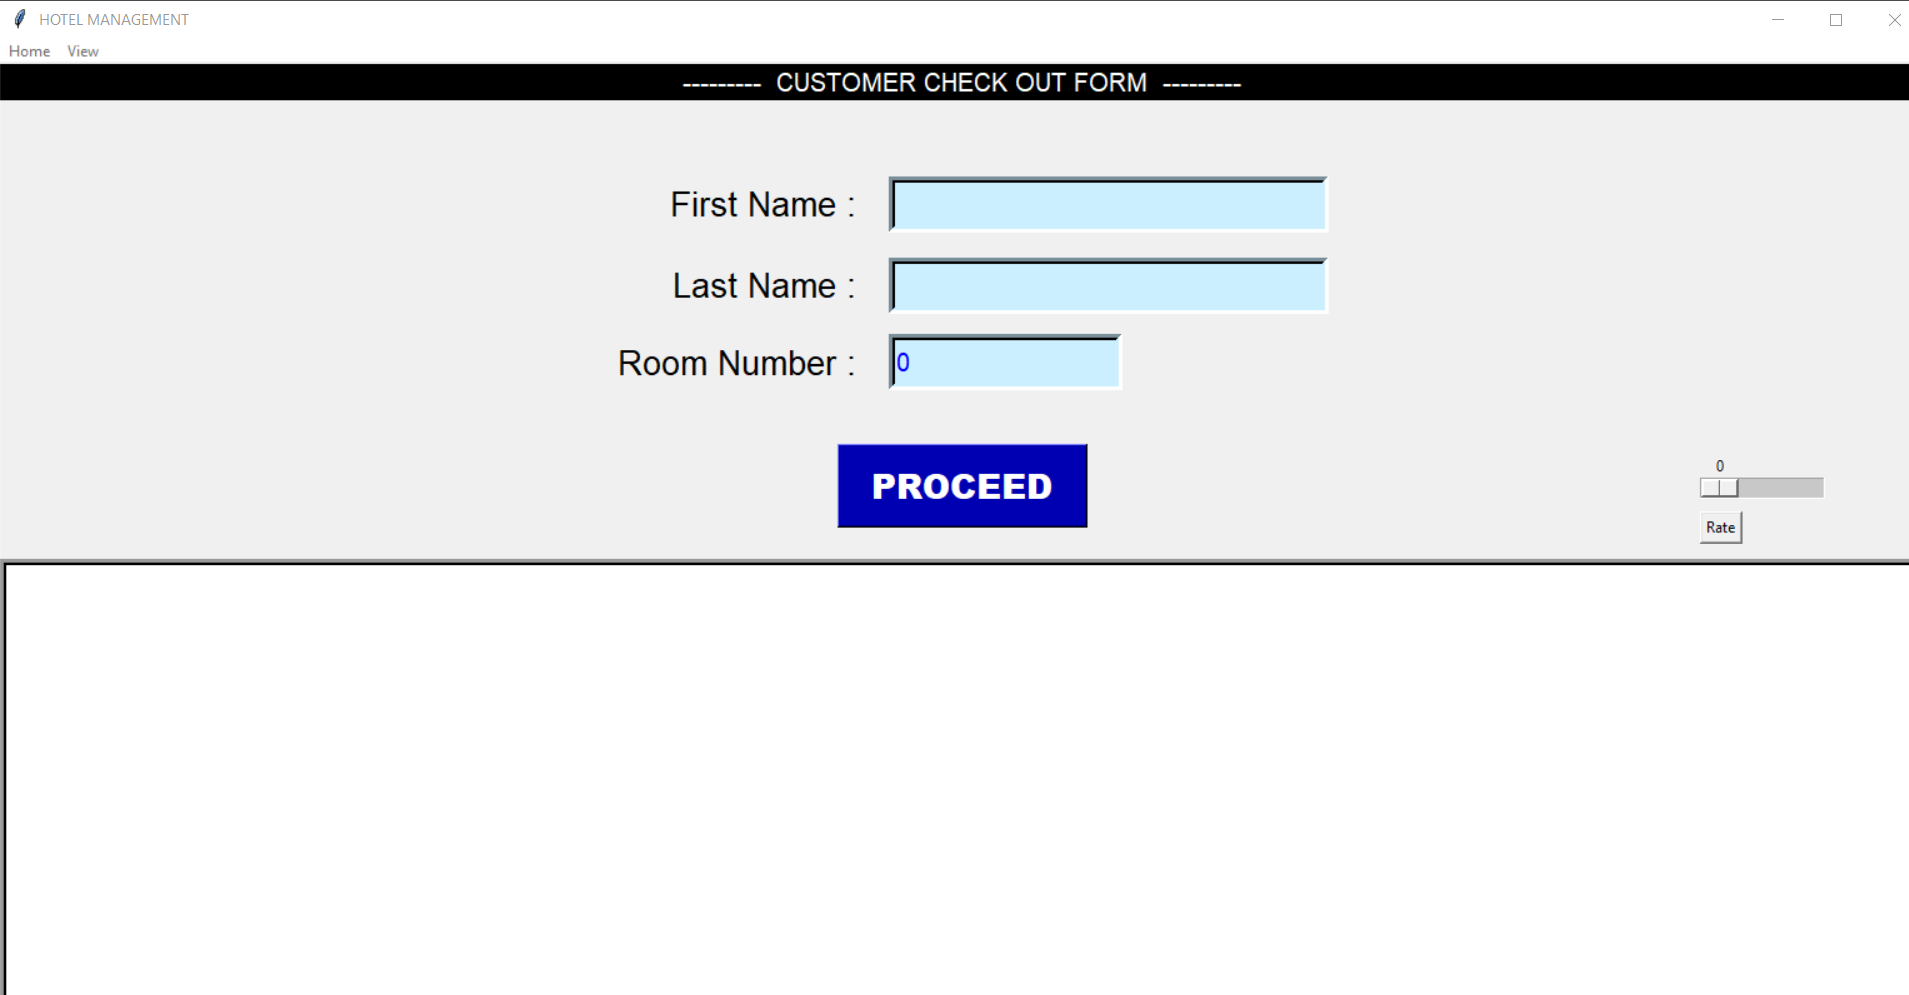 HOTEL MANAGEMENT
Home View
--------- CUSTOMER CHECK OUT FORM ---------
First Name :
Last Name :
Room Number : 0
PROCEED
0
Rate